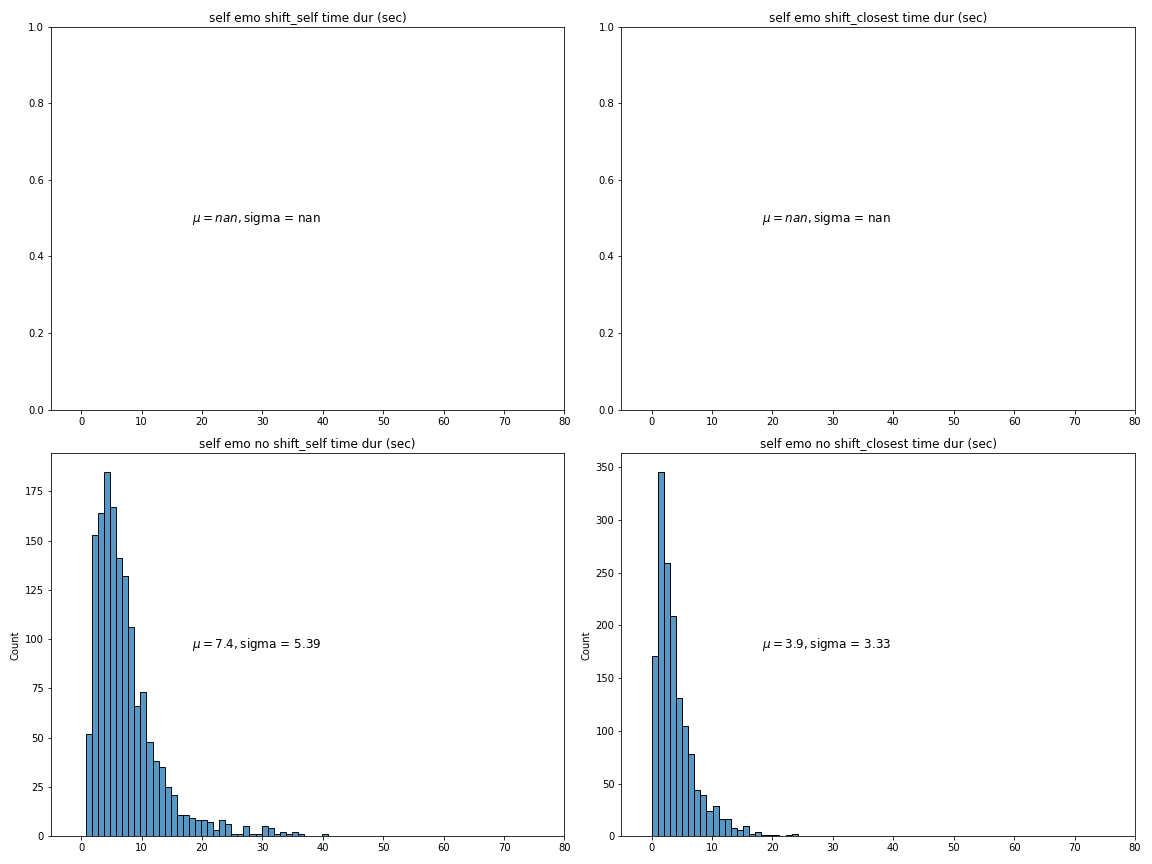 self emo shift_self time dur (sec)
1.0
0.8
0.6
0.4
0.2
0.0
μ = nan, sigma = nan
0 10 20 30 40 50 60 70 80
self emo shift_closest time dur (sec)
1.0
0.8
0.6
0.4
0.2
0.0
μ = nan, sigma = nan
0 10 20 30 40 50 60 70 80
self emo no shift_self time dur (sec)
Count
175
150
125
100
75
50
25
0
μ = 7.4, sigma = 5.39
0 10 20 30 40 50 60 70 80
self emo no shift_closest time dur (sec)
Count
350
300
250
200
150
100
50
0
μ = 3.9, sigma = 3.33
0 10 20 30 40 50 60 70 80